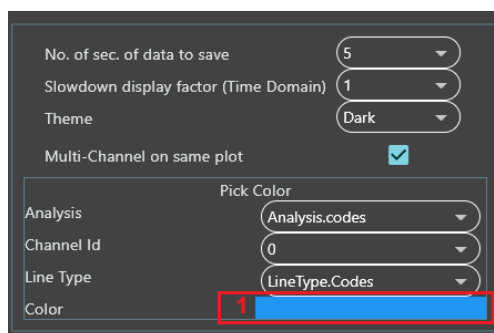 No. of sec. of data to save 5
Slowdown display factor (Time Domain) 1
Theme Dark
Multi-Channel on same plot
Pick Color
Analysis Analysis.codes
Channel Id 0
Line Type LineType.Codes
Color 1